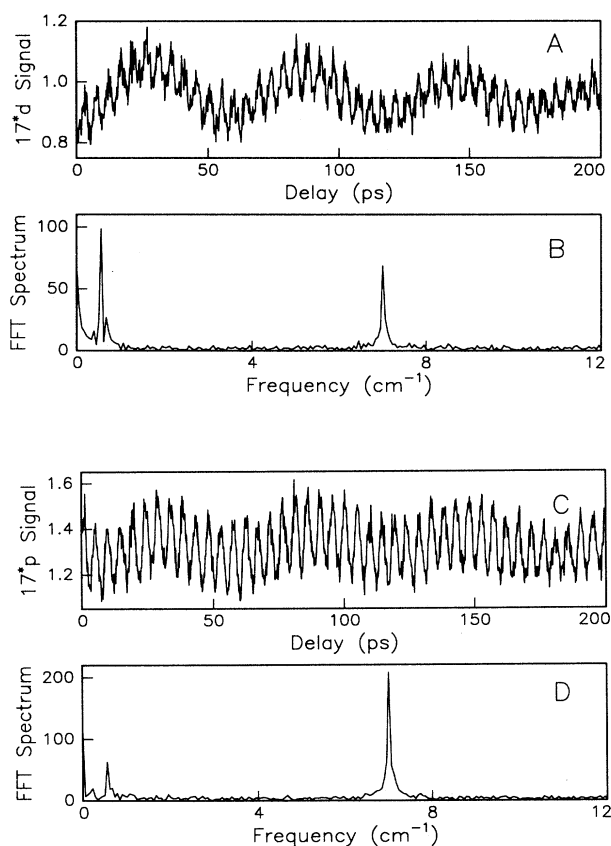 1.2
1.0
0.8
17*d Signal
A
0 50 100 150 200
Delay (ps)
100
50
0
FFT Spectrum
B
0 4 8 12
Frequency (cm⁻¹)
1.6
1.4
1.2
17*p Signal
C
0 50 100 150 200
Delay (ps)
200
100
0
FFT Spectrum
D
0 4 8 12
Frequency (cm⁻¹)